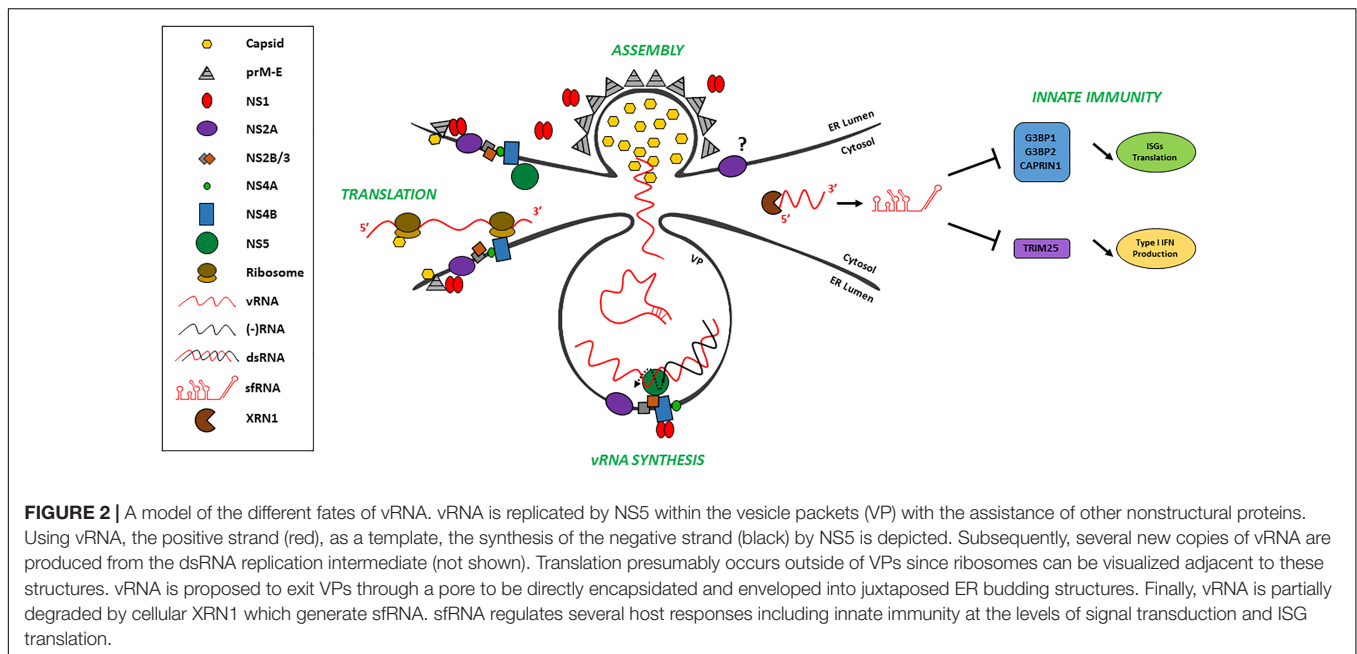 Capsid
prM-E
NS1
NS2A
NS2B/3
NS4A
NS4B
NS5
Ribosome
vRNA
(-)RNA
dsRNA
sfRNA
XRN1
ASSEMBLY
ER Lumen
Cytosol
?
TRANSLATION
5'
3'
VP
Cytosol
ER Lumen
vRNA SYNTHESIS
3'
5'
INNATE IMMUNITY
G3BP1
G3BP2
CAPRIN1
ISGs
Translation
TRIM25
Type I IFN
Production
FIGURE 2 | A model of the different fates of vRNA. vRNA is replicated by NS5 within the vesicle packets (VP) with the assistance of other nonstructural proteins.
Using vRNA, the positive strand (red), as a template, the synthesis of the negative strand (black) by NS5 is depicted. Subsequently, several new copies of vRNA are
produced from the dsRNA replication intermediate (not shown). Translation presumably occurs outside of VPs since ribosomes can be visualized adjacent to these
structures. vRNA is proposed to exit VPs through a pore to be directly encapsidated and enveloped into juxtaposed ER budding structures. Finally, vRNA is partially
degraded by cellular XRN1 which generate sfRNA. sfRNA regulates several host responses including innate immunity at the levels of signal transduction and ISG
translation.